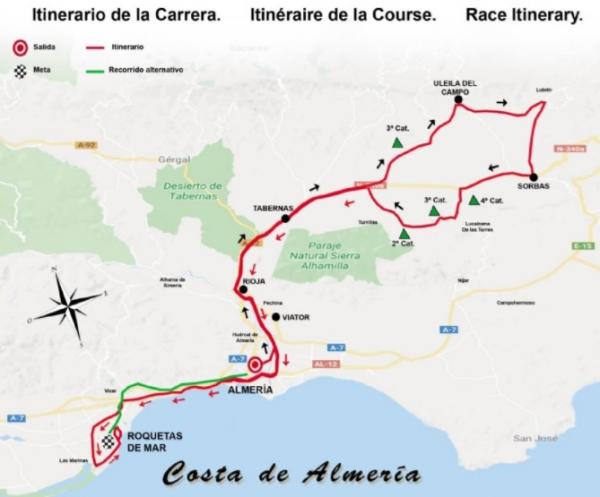 Itinerario de la Carrera. Itinéraire de la Course. Race Itinerary.
Salida Itinerario
Meta Recorrido alternativo
ULEILA DEL
CAMPO
Lubrín
3ª Cat.
A-92
N-340a
Gérgal
Desierto de
Tabernas
SORBAS
TABERNAS
3ª Cat. 4ª Cat.
Turrillas
Lucainena
De las Torres
2ª Cat.
Paraje
Natural Sierra
Alhamilla
E-15
Alhama de
Almería
RIOJA
Níjar
Pechina
Campohermoso
VIATOR
Huércal de
Almería
A-7
A-7
AL-12
N
E
S
O
Vícar
ALMERÍA
A-7
ROQUETAS
DE MAR
Las Marinas
San José
Costa de Almería